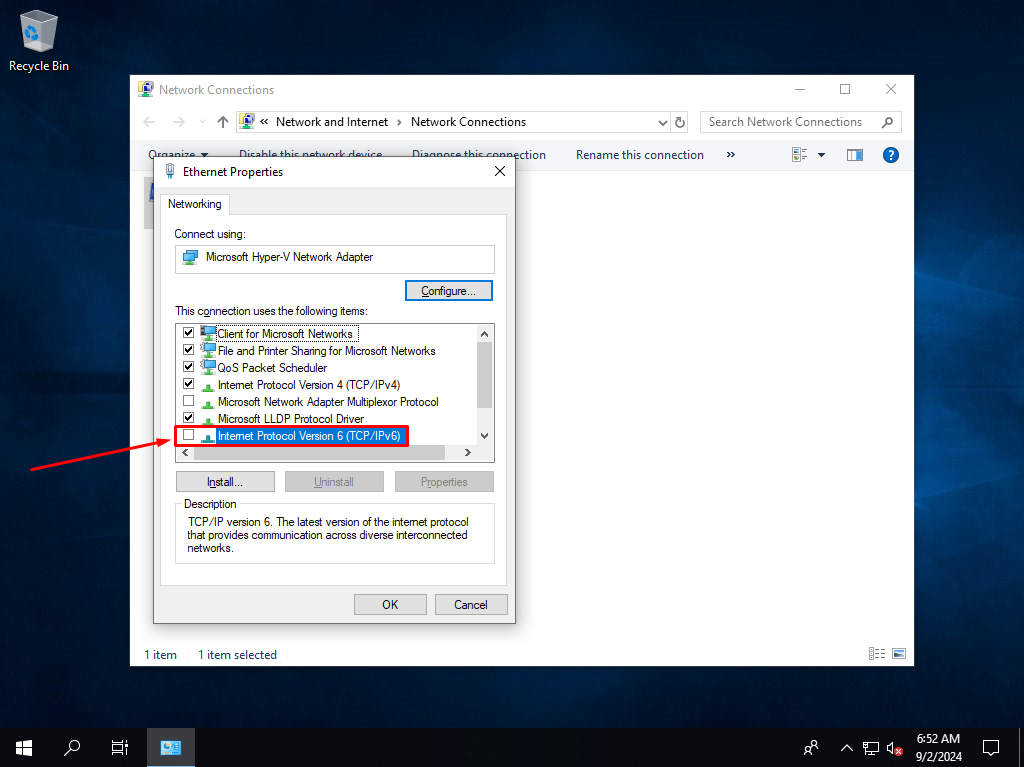 Recycle Bin
Network Connections
« Network and Internet › Network Connections
Search Network Connections
Organize
Disable this network device
Diagnose this connection
Rename this connection
»
?
Ethernet Properties
Networking
Connect using:
Microsoft Hyper-V Network Adapter
Configure...
This connection uses the following items:
Client for Microsoft Networks
File and Printer Sharing for Microsoft Networks
QoS Packet Scheduler
Internet Protocol Version 4 (TCP/IPv4)
Microsoft Network Adapter Multiplexor Protocol
Microsoft LLDP Protocol Driver
Internet Protocol Version 6 (TCP/IPv6)
Install...
Uninstall
Properties
Description
TCP/IP version 6. The latest version of the internet protocol
that provides communication across diverse interconnected
networks.
OK
Cancel
1 item
1 item selected
6:52 AM
9/2/2024